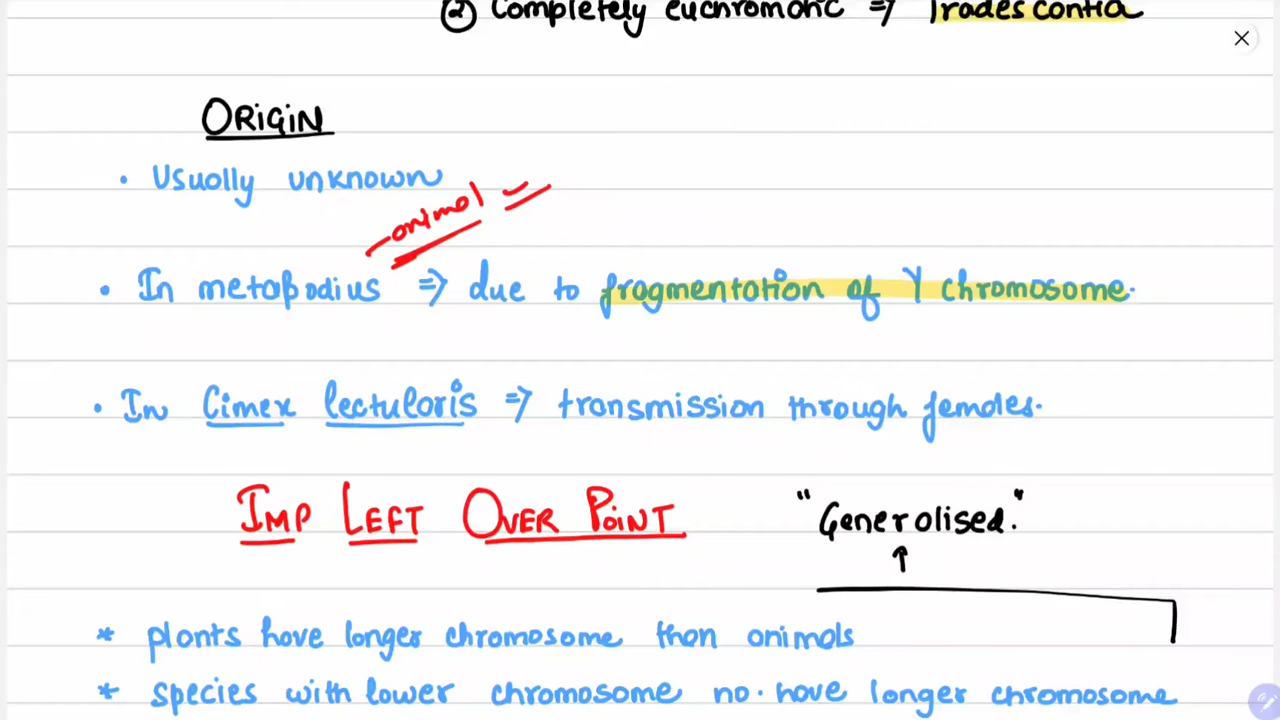 ② Completely euchromatic ⇒ Tradescantia
ORIGIN
• Usually unknown
- animal =
• In metapodius ⇒ due to fragmentation of Y chromosome.
• In Cimex lectularis ⇒ transmission through females.
IMP LEFT OVER POINT "Generalised."
↑
* plants have longer chromosome than animals
* species with lower chromosome no. have longer chromosome